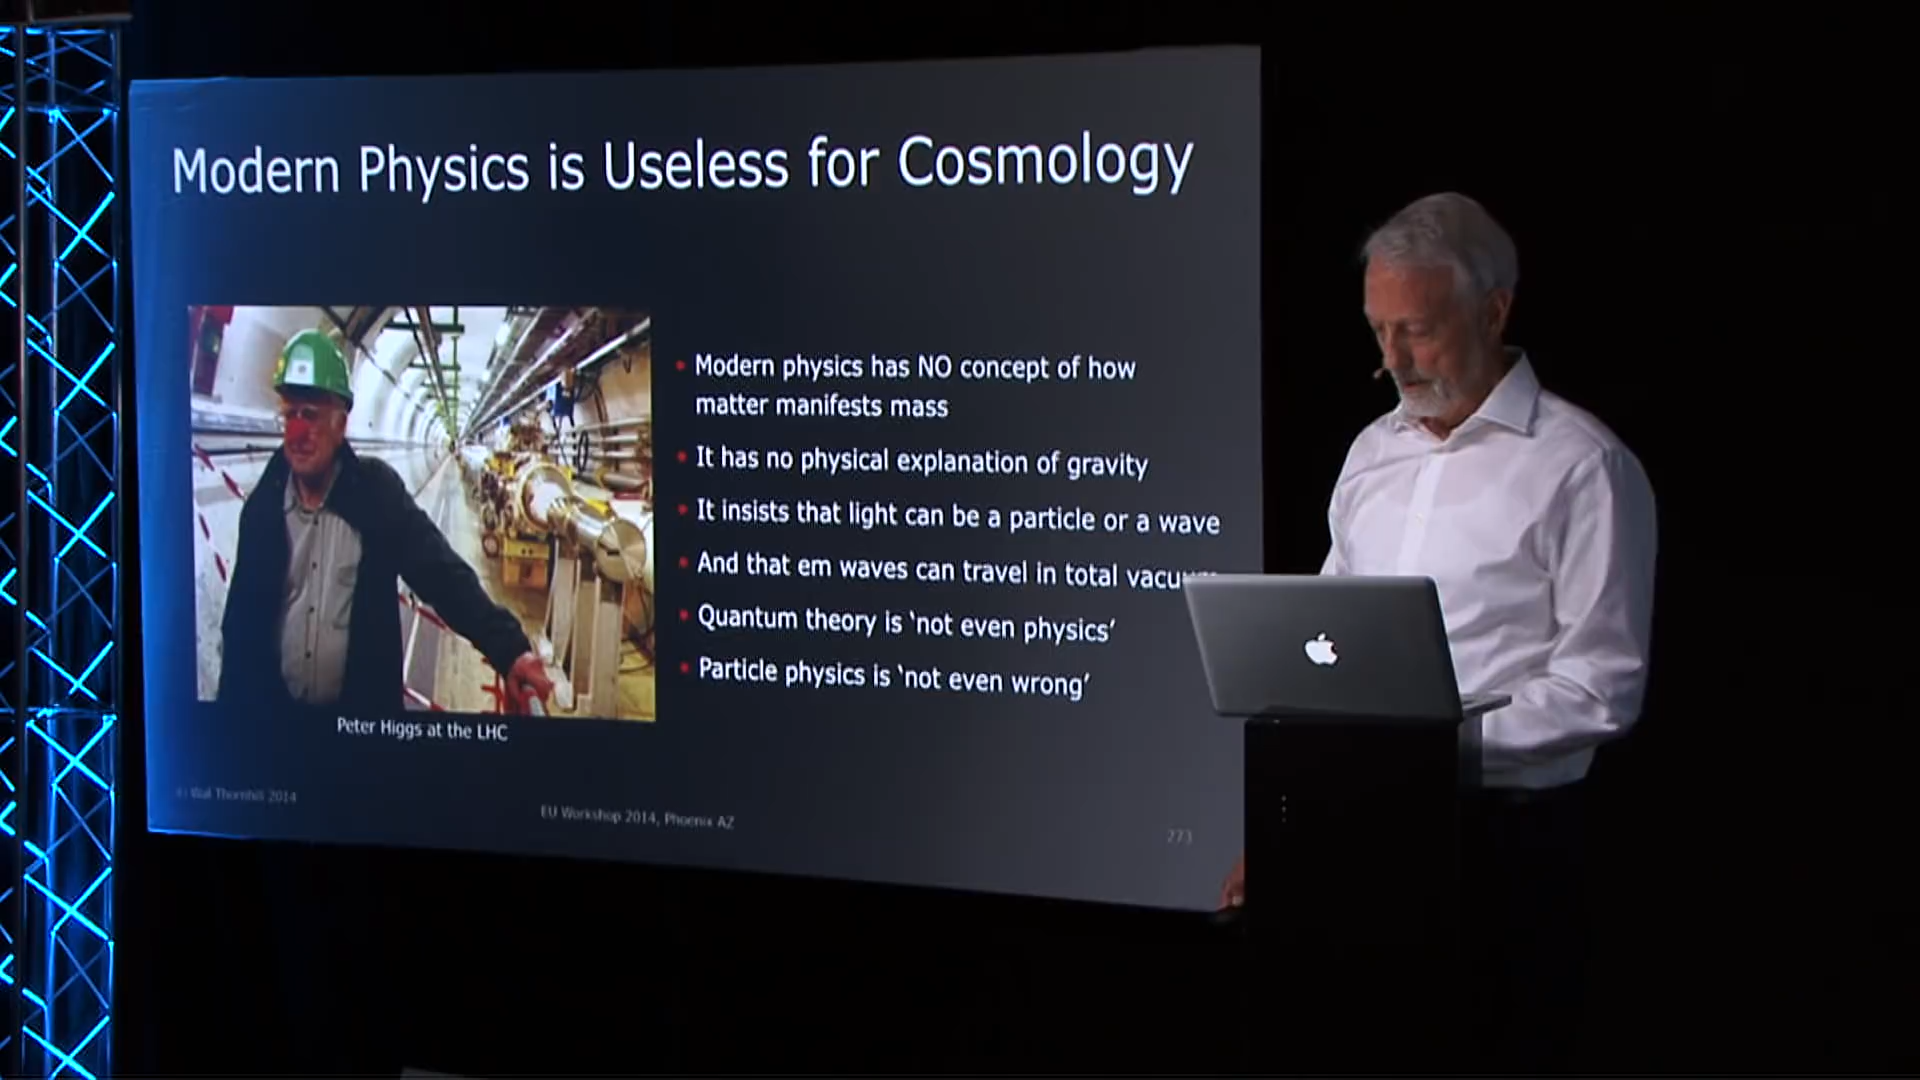 Modern Physics is Useless for Cosmology
• Modern physics has NO concept of how
matter manifests mass
• It has no physical explanation of gravity
• It insists that light can be a particle or a wave
• And that em waves can travel in total
• Quantum theory is ‘not even physics’
• Particle physics is ‘not even wrong’
Peter Higgs at the LHC
Wal Thornhill 2014
EU Workshop 2014, Phoenix AZ
273